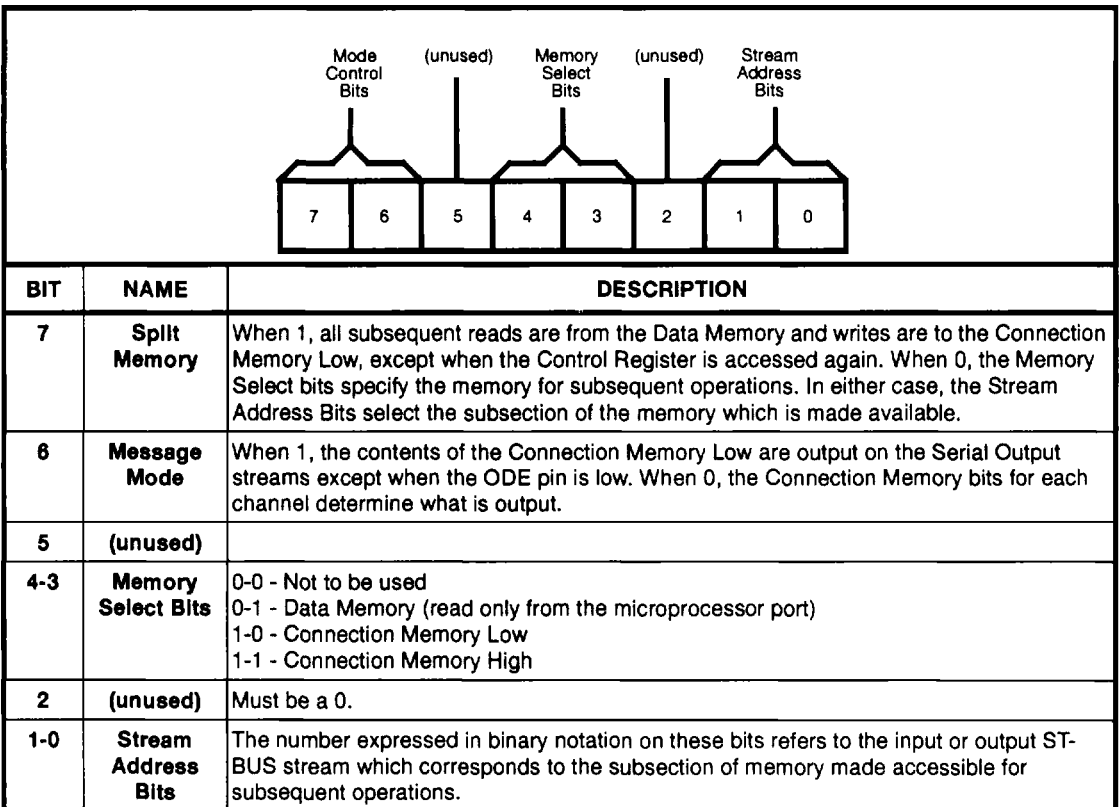 Mode Control Bits
(unused)
Memory Select Bits
(unused)
Stream Address Bits
7 6 5 4 3 2 1 0
BIT NAME DESCRIPTION
7 Split Memory When 1, all subsequent reads are from the Data Memory and writes are to the Connection
Memory Low, except when the Control Register is accessed again. When 0, the Memory
Select bits specify the memory for subsequent operations. In either case, the Stream
Address Bits select the subsection of the memory which is made available.
6 Message Mode When 1, the contents of the Connection Memory Low are output on the Serial Output
streams except when the ODE pin is low. When 0, the Connection Memory bits for each
channel determine what is output.
5 (unused)
4-3 Memory Select Bits 0-0 - Not to be used
0-1 - Data Memory (read only from the microprocessor port)
1-0 - Connection Memory Low
1-1 - Connection Memory High
2 (unused) Must be a 0.
1-0 Stream Address Bits The number expressed in binary notation on these bits refers to the input or output ST-
BUS stream which corresponds to the subsection of memory made accessible for
subsequent operations.